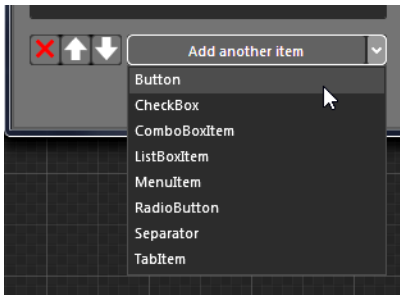 Add another item
Button
CheckBox
ComboBoxItem
ListBoxItem
MenuItem
RadioButton
Separator
TabItem